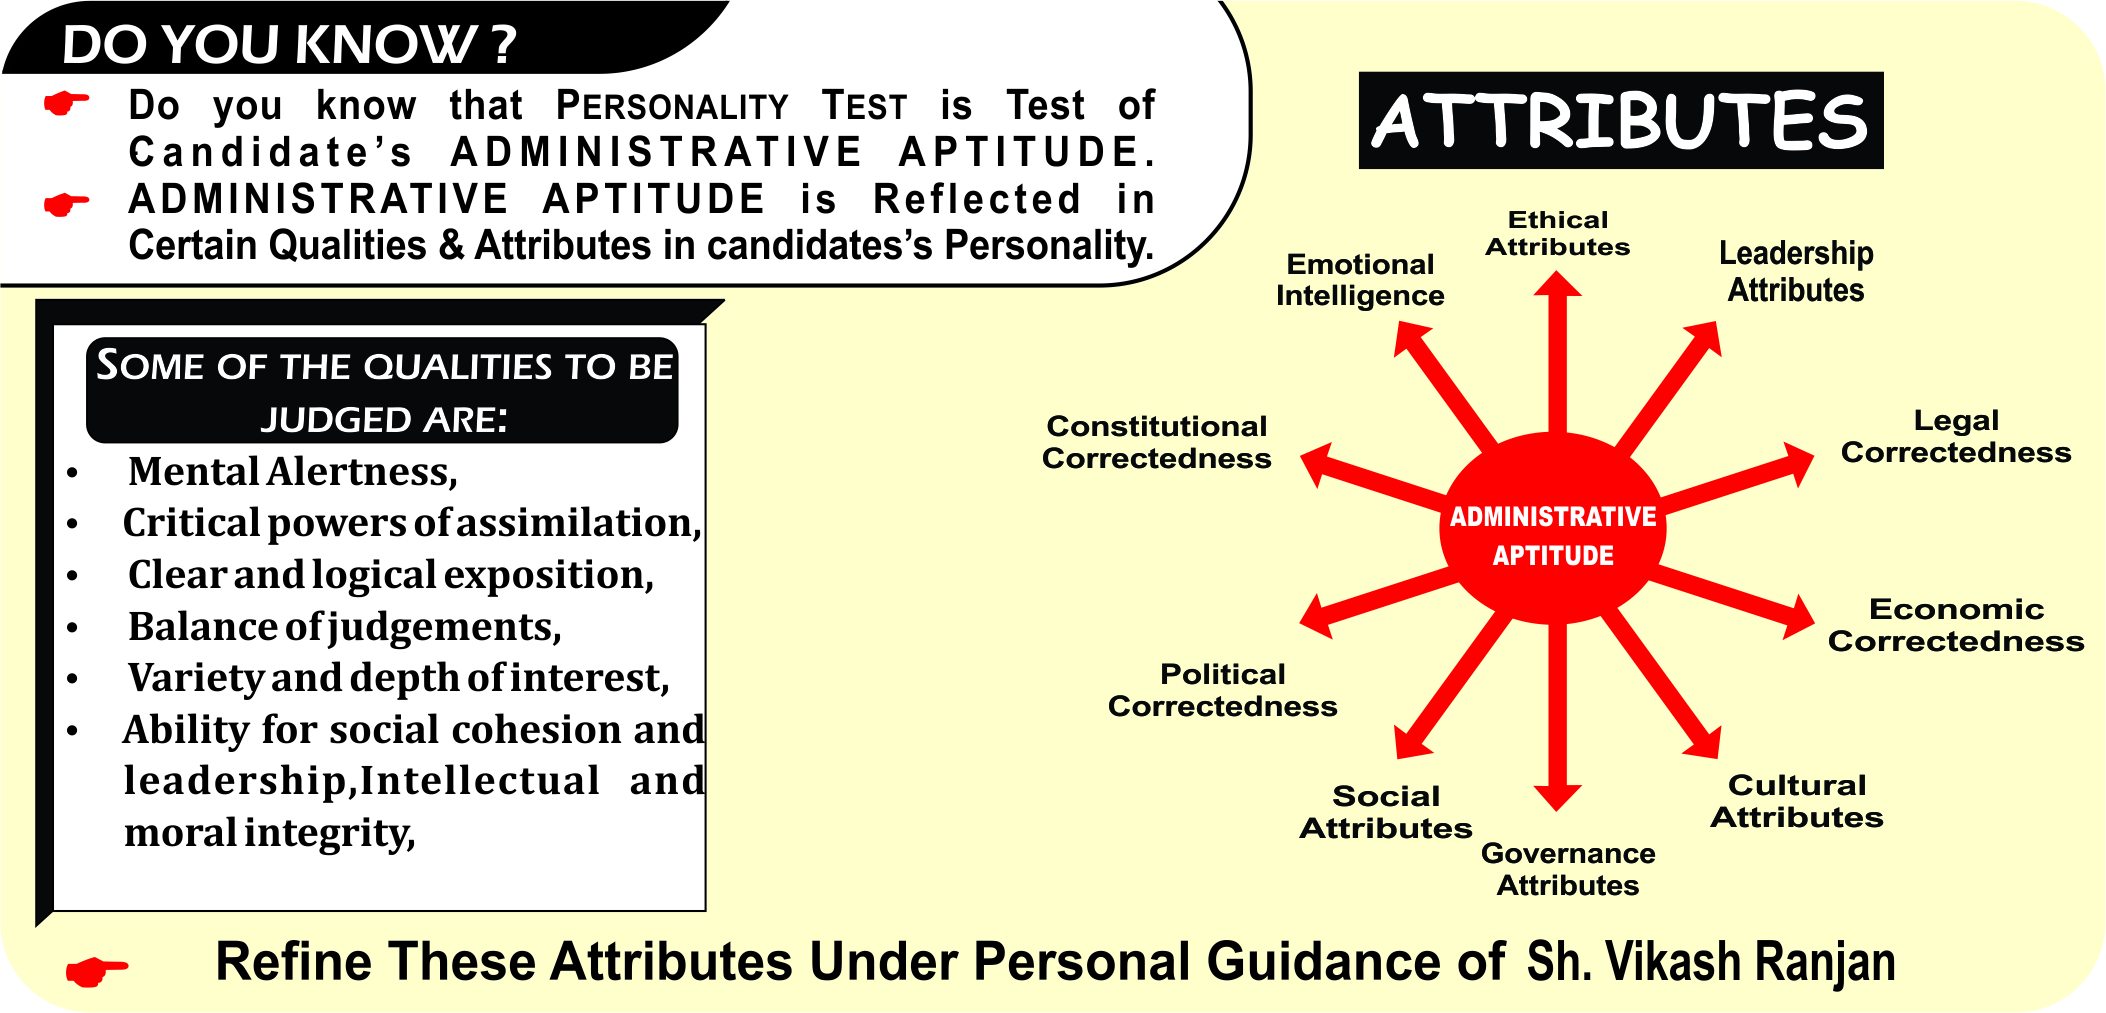 DO YOU KNOW ?
Do you know that PERSONALITY TEST is Test of
Candidate's ADMINISTRATIVE APTITUDE.
ADMINISTRATIVE APTITUDE is Reflected in
Certain Qualities & Attributes in candidates's Personality.
SOME OF THE QUALITIES TO BE
JUDGED ARE:
• Mental Alertness,
• Critical powers of assimilation,
• Clear and logical exposition,
• Balance of judgements,
• Variety and depth of interest,
• Ability for social cohesion and
leadership,Intellectual and
moral integrity,
ATTRIBUTES
Ethical
Attributes
Leadership
Attributes
Legal
Correctedness
Economic
Correctedness
Cultural
Attributes
Governance
Attributes
Social
Attributes
Political
Correctedness
Constitutional
Correctedness
Emotional
Intelligence
ADMINISTRATIVE
APTITUDE
Refine These Attributes Under Personal Guidance of Sh. Vikash Ranjan